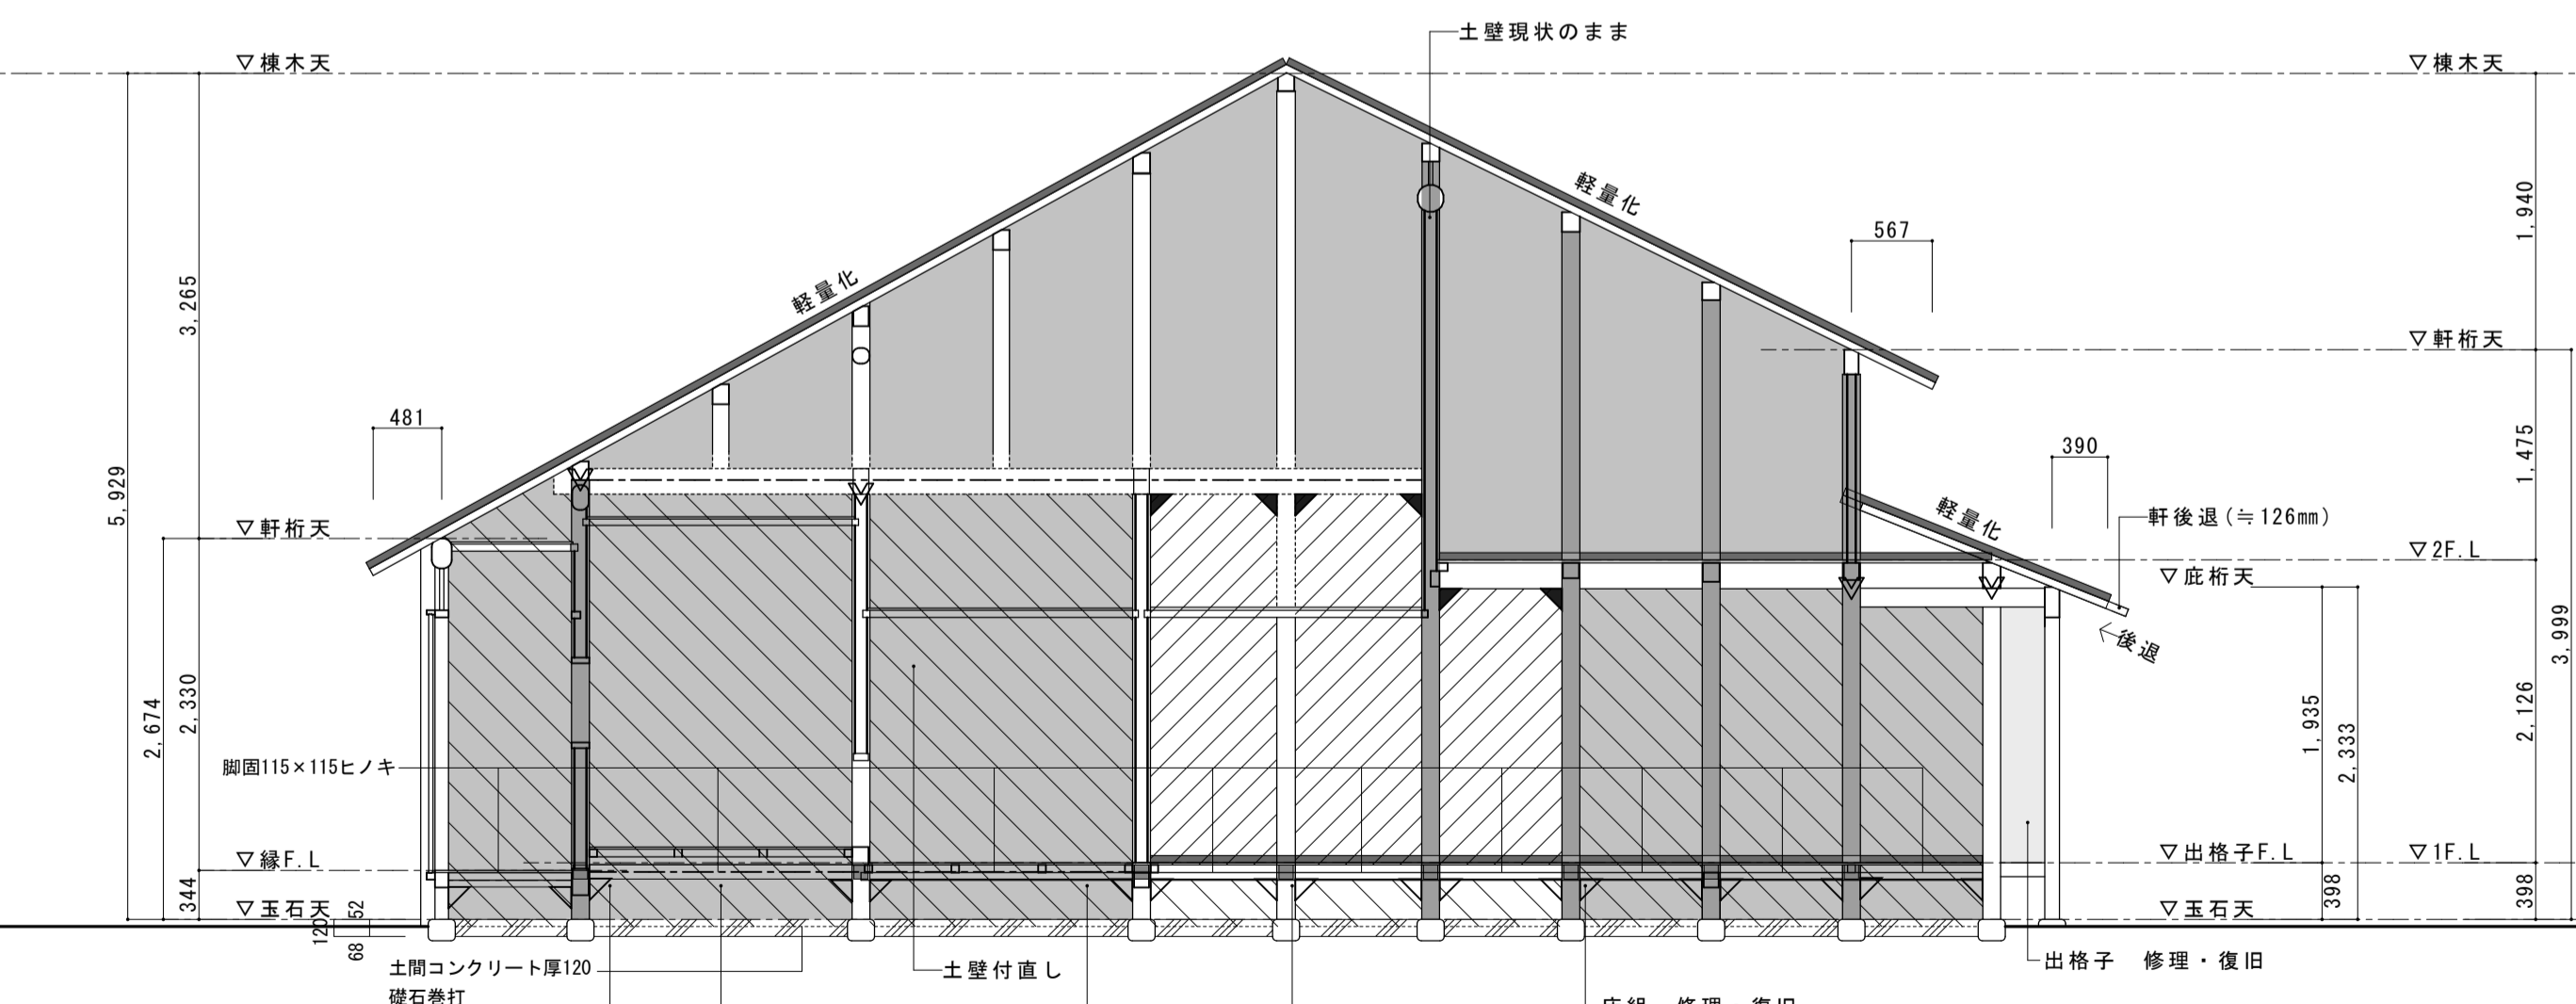 土壁現状のまま
▽棟木天
▽棟木天
軽量化
1,940
567
3,265
軽量化
▽軒桁天
481
390
1,475
5,929
軽量化
軒後退(≒126㎜)
▽軒桁天
▽2F.L
▽庇桁天
後退
3,999
2,674
2,330
1,935
2,333
2,126
脚固115×115ヒノキ
▽縁F.L
▽出格子F.L
▽1F.L
344
398
398
▽玉石天
52
▽玉石天
120
68
土間コンクリート厚120
土壁付直し
出格子 修理・復旧
礎石巻打